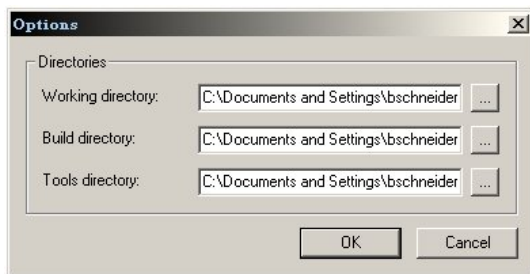 Options
Directories
Working directory: C:\Documents and Settings\bschneider ...
Build directory: C:\Documents and Settings\bschneider ...
Tools directory: C:\Documents and Settings\bschneider ...
OK Cancel